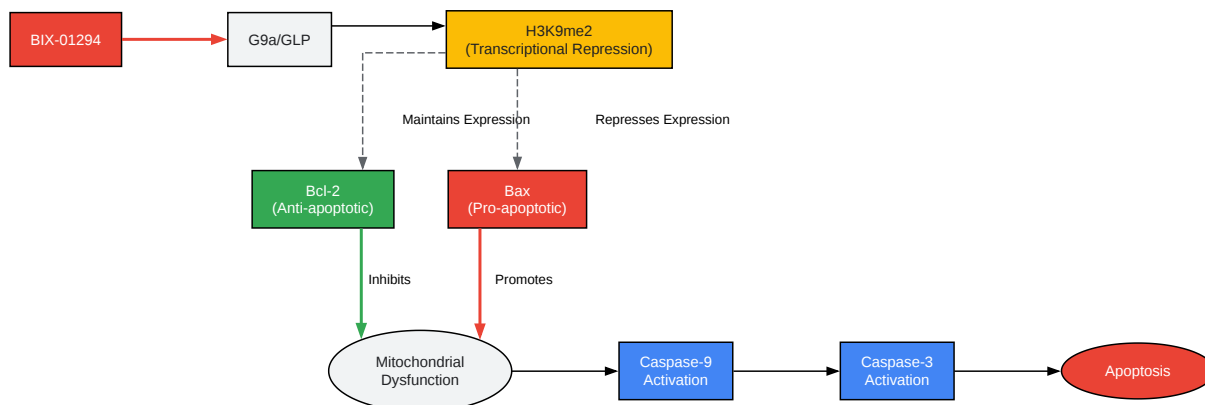 BIX-01294
G9a/GLP
H3K9me2
(Transcriptional Repression)
Maintains Expression
Represses Expression
Bcl-2
(Anti-apoptotic)
Bax
(Pro-apoptotic)
Inhibits
Promotes
Mitochondrial
Dysfunction
Caspase-9
Activation
Caspase-3
Activation
Apoptosis